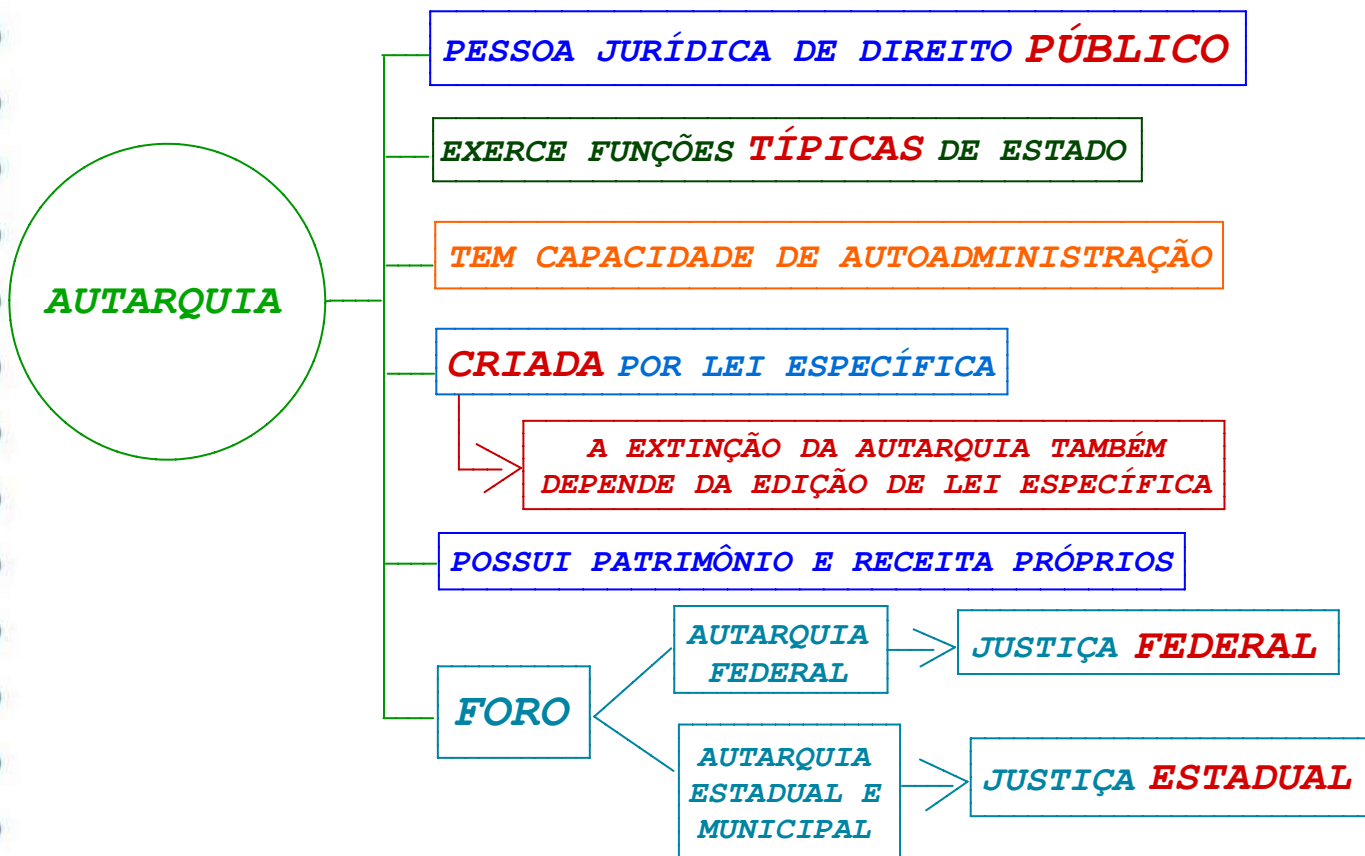 AUTARQUIA
PESSOA JURÍDICA DE DIREITO PÚBLICO
EXERCE FUNÇÕES TÍPICAS DE ESTADO
TEM CAPACIDADE DE AUTOADMINISTRAÇÃO
CRIADA POR LEI ESPECÍFICA
A EXTINÇÃO DA AUTARQUIA TAMBÉM
DEPENDE DA EDIÇÃO DE LEI ESPECÍFICA
POSSUI PATRIMÔNIO E RECEITA PRÓPRIOS
FORO
AUTARQUIA
FEDERAL
JUSTIÇA FEDERAL
AUTARQUIA
ESTADUAL E
MUNICIPAL
JUSTIÇA ESTADUAL